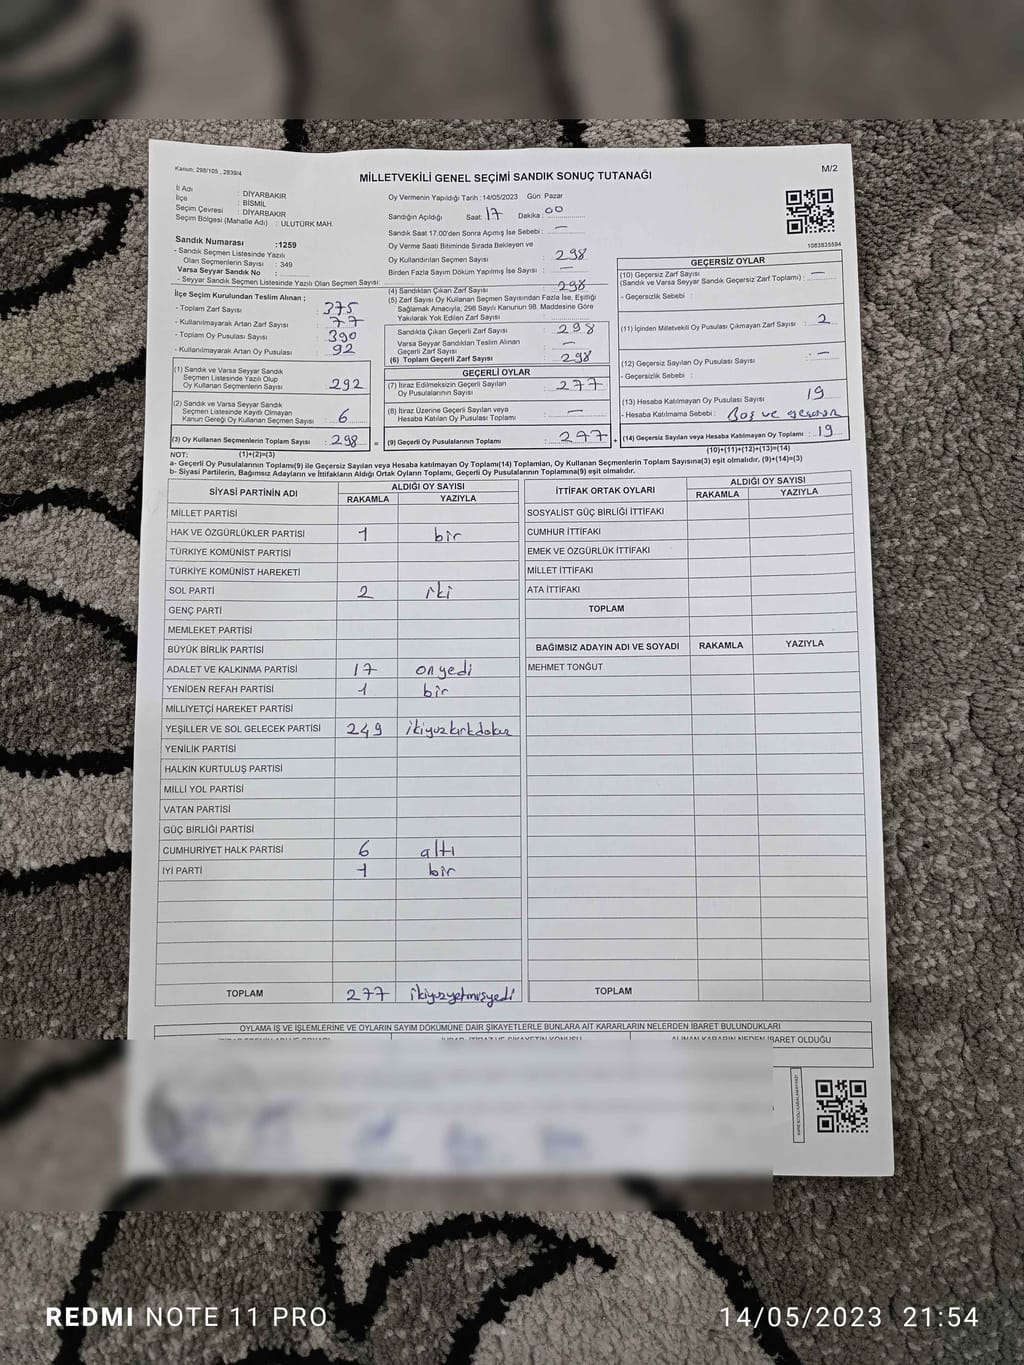 Kanun: 298/105, 2839/4
M/2
MİLLETVEKİLİ GENEL SEÇİMİ SANDIK SONUÇ TUTANAĞI
İl Adı : DİYARBAKIR
İlçe : BİSMİL
Seçim Çevresi : DİYARBAKIR
Seçim Bölgesi (Mahalle Adı) : ULUTÜRK MAH.
Sandık Numarası :1259
- Sandık Seçmen Listesinde Yazılı
Olan Seçmenlerin Sayısı : 349
Varsa Seyyar Sandık No :
- Seyyar Sandık Seçmen Listesinde Yazılı Olan Seçmen Sayısı:
Oy Vermenin Yapıldığı Tarih :14/05/2023 Gün: Pazar
Sandığın Açıldığı Saat: 17 Dakika: 00
Sandık Saat 17.00'den Sonra Açımış İse Sebebi : —
Oy Verme Saati Bitiminde Sırada Bekleyen ve
Oy Kullandırılan Seçmen Sayısı : 298
Birden Fazla Sayım Döküm Yapılmış İse Sayısı : —
1083835594
İlçe Seçim Kurulundan Teslim Alınan ;
- Toplam Zarf Sayısı : 375
- Kullanılmayarak Artan Zarf Sayısı : 77
- Toplam Oy Pusulası Sayısı : 390
- Kullanılmayarak Artan Oy Pusulası : 92
(1) Sandık ve Varsa Seyyar Sandık
Seçmen Listesinde Yazılı Olup
Oy Kullanan Seçmenlerin Sayısı : 292
(2) Sandık ve Varsa Seyyar Sandık
Seçmen Listesinde Kayıtlı Olmayan
Kanun Gereği Oy Kullanan Seçmen Sayısı : 6
(3) Oy Kullanan Seçmenlerin Toplam Sayısı : 298 =
(4) Sandıktan Çıkan Zarf Sayısı : 298
(5) Zarf Sayısı Oy Kullanan Seçmen Sayısından Fazla İse, Eşitliği
Sağlamak Amacıyla; 298 Sayılı Kanunun 98. Maddesine Göre
Yakılarak Yok Edilen Zarf Sayısı :
Sandıkta Çıkan Geçerli Zarf Sayısı : 298
Varsa Seyyar Sandıktan Teslim Alınan
Geçerli Zarf Sayısı : —
(6) Toplam Geçerli Zarf Sayısı : 298
GEÇERLİ OYLAR
(7) İtiraz Edilmeksizin Geçerli Sayılan
Oy Pusulasının Sayısı : 277
(8) İtiraz Üzerine Geçerli Sayılan veya
Hesaba Katılan Oy Pusulası Toplamı : —
(9) Geçerli Oy Pusulalarının Toplamı : 277 +
GEÇERSİZ OYLAR
(10) Geçersiz Zarf Sayısı
(Sandık ve Varsa Seyyar Sandık Geçersiz Zarf Toplamı) : —
- Geçersizlik Sebebi :
(11) İçinden Milletvekili Oy Pusulası Çıkmayan Zarf Sayısı : 2
(12) Geçersiz Sayılan Oy Pusulası Sayısı : —
- Geçersizlik Sebebi :
(13) Hesaba Katılmayan Oy Pusulası Sayısı : 19
- Hesaba Katılmama Sebebi : Boş ve
(14) Geçersiz Sayılan veya Hesaba Katılmayan Oy Toplamı : 19
(10)+(11)+(12)+(13)=(14)
NOT: (1)+(2)=(3)
a- Geçerli Oy Pusulalarının Toplamı(9) ile Geçersiz Sayılan veya Hesaba katılmayan Oy Toplamı(14) Toplamları, Oy Kullanan Seçmenlerin Toplam Sayısına(3) eşit olmalıdır. (9)+(14)=(3)
b- Siyasi Partilerin, Bağımsız Adayların ve İttifakların Aldığı Ortak Oyların Toplamı, Geçerli Oy Pusulalarının Toplamına(9) eşit olmalıdır.
SİYASİ PARTİNİN ADI ALDIĞI OY SAYISI
RAKAMLA YAZIYLA
MİLLET PARTİSİ
HAK VE ÖZGÜRLÜKLER PARTİSİ 1 bir
TÜRKİYE KOMÜNİST PARTİSİ
TÜRKİYE KOMÜNİST HAREKETİ
SOL PARTİ 2 iki
GENÇ PARTİ
MEMLEKET PARTİSİ
BÜYÜK BİRLİK PARTİSİ
ADALET VE KALKINMA PARTİSİ 17 onyedi
YENİDEN REFAH PARTİSİ 1 bir
MİLLİYETÇİ HAREKET PARTİSİ
YEŞİLLER VE SOL GELECEK PARTİSİ 249 ikiyuzkırkdokuz
YENİLİK PARTİSİ
HALKIN KURTULUŞ PARTİSİ
MİLLİ YOL PARTİSİ
VATAN PARTİSİ
GÜÇ BİRLİĞİ PARTİSİ
CUMHURİYET HALK PARTİSİ 6 altı
İYİ PARTİ 1 bir
TOPLAM 277 ikiyuzyetmişyedi
İTTİFAK ORTAK OYLARI ALDIĞI OY SAYISI
RAKAMLA YAZIYLA
SOSYALİST GÜÇ BİRLİĞİ İTTİFAKI
CUMHUR İTTİFAKI
EMEK VE ÖZGÜRLÜK İTTİFAKI
MİLLET İTTİFAKI
ATA İTTİFAKI
TOPLAM
BAĞIMSIZ ADAYIN ADI VE SOYADI RAKAMLA YAZIYLA
MEHMET TONĞUT
TOPLAM
OYLAMA İŞ VE İŞLEMLERİNE VE OYLARIN SAYIM DÖKÜMÜNE DAİR ŞİKAYETLERLE BUNLARA AİT KARARLARIN NELERDEN İBARET BULUNDUKLARI
ALINAN KARARIN NEDEN İBARET OLDUĞU
REDMI NOTE 11 PRO
14/05/2023 21:54